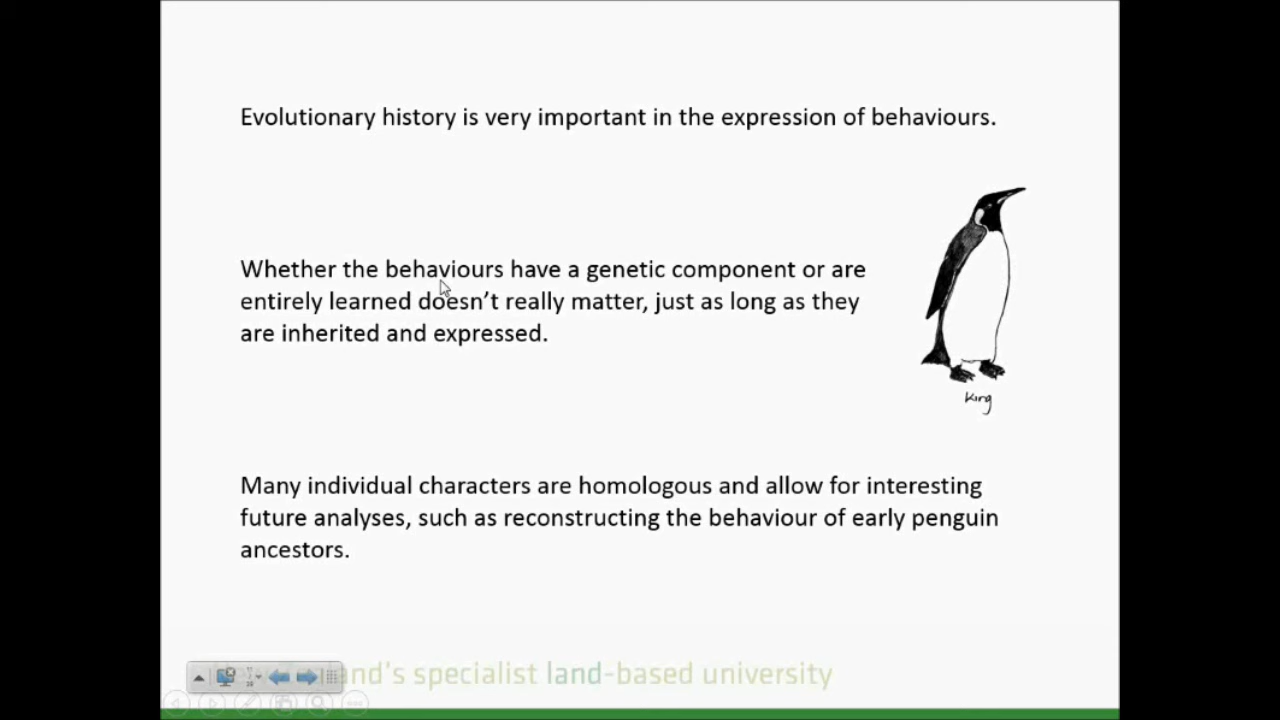 Evolutionary history is very important in the expression of behaviours.
Whether the behaviours have a genetic component or are
entirely learned doesn’t really matter, just as long as they
are inherited and expressed.
King
Many individual characters are homologous and allow for interesting
future analyses, such as reconstructing the behaviour of early penguin
ancestors.
specialist land-based university